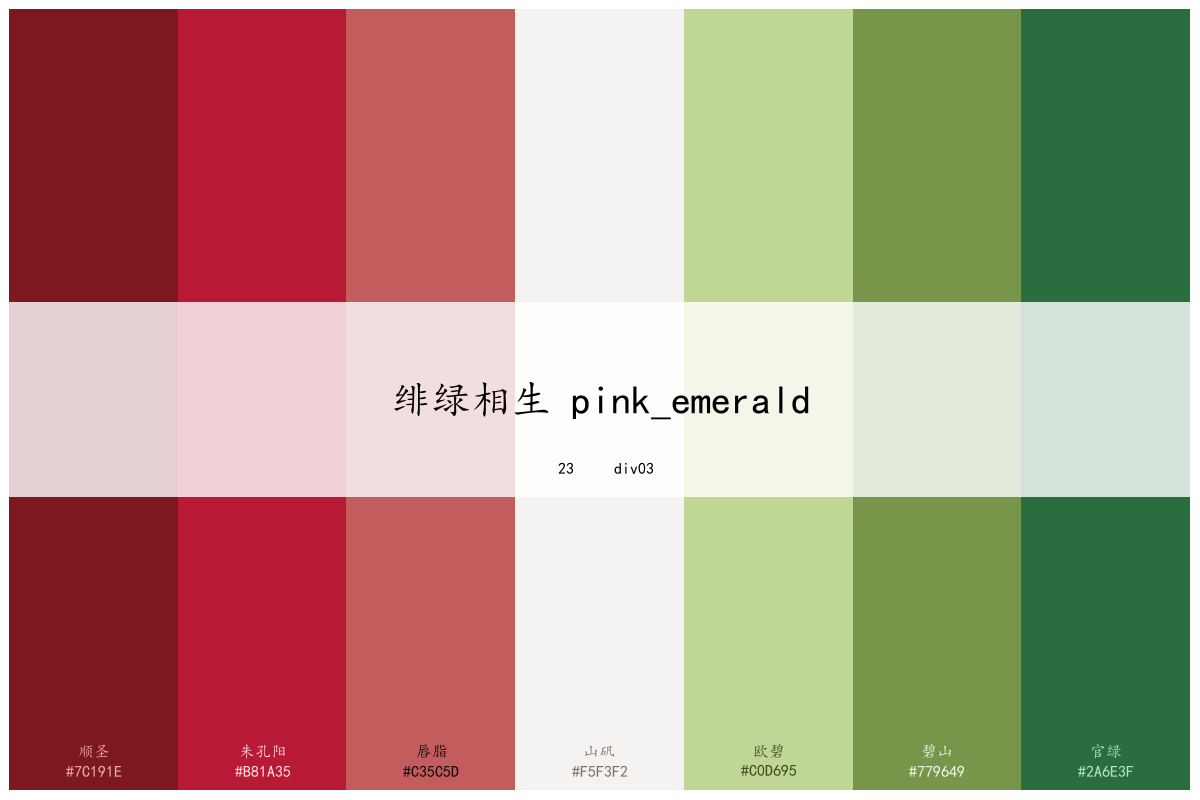 绯绿相生 pink_emerald
23 div03
顺圣 朱孔阳 唇脂 山矾 欧碧 碧山 官绿
#7C191E #B81A35 #C35C5D #F5F3F2 #C0D695 #779649 #2A6E3F